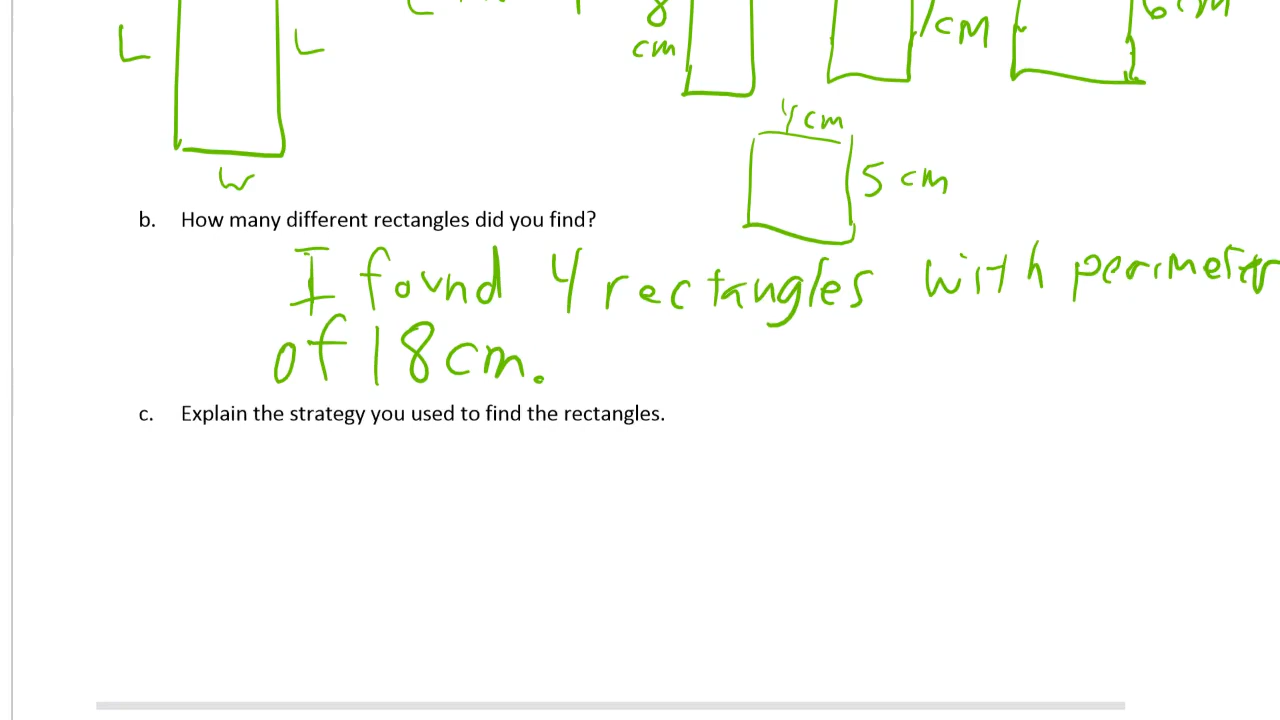 8
L L cm 7cm 6cm
4cm
5 cm
W
b. How many different rectangles did you find?
I found 4 rectangles with perimeter
of 18cm.
c. Explain the strategy you used to find the rectangles.